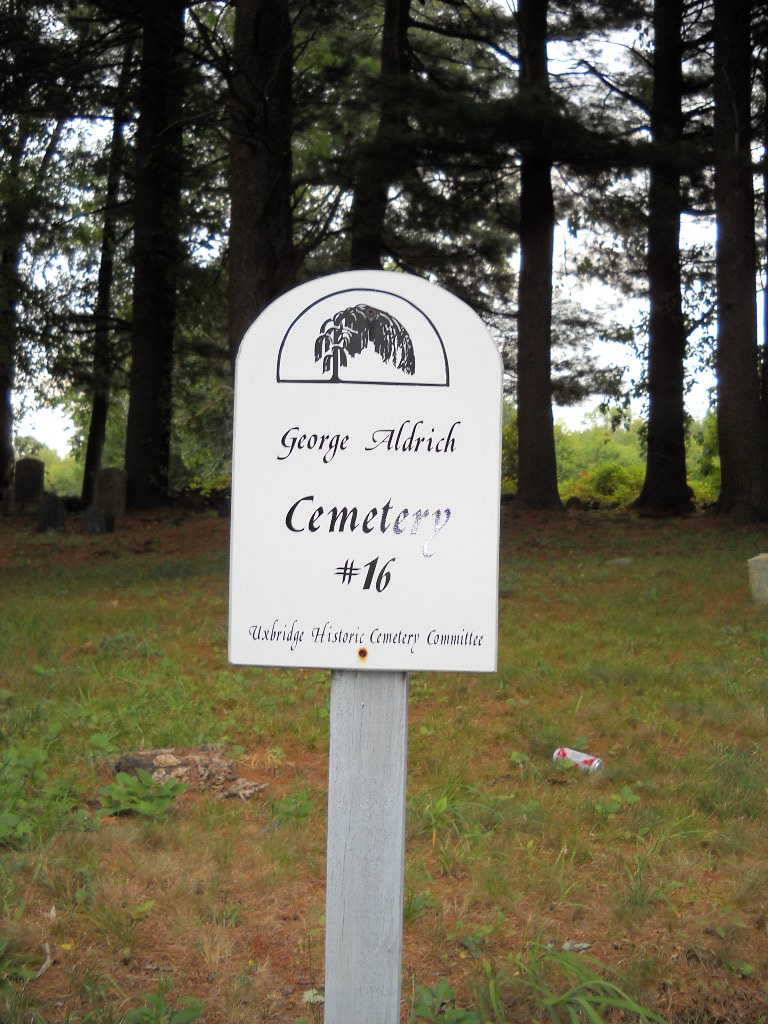 George Aldrich
Cemetery
#16
Uxbridge Historic Cemetery Committee